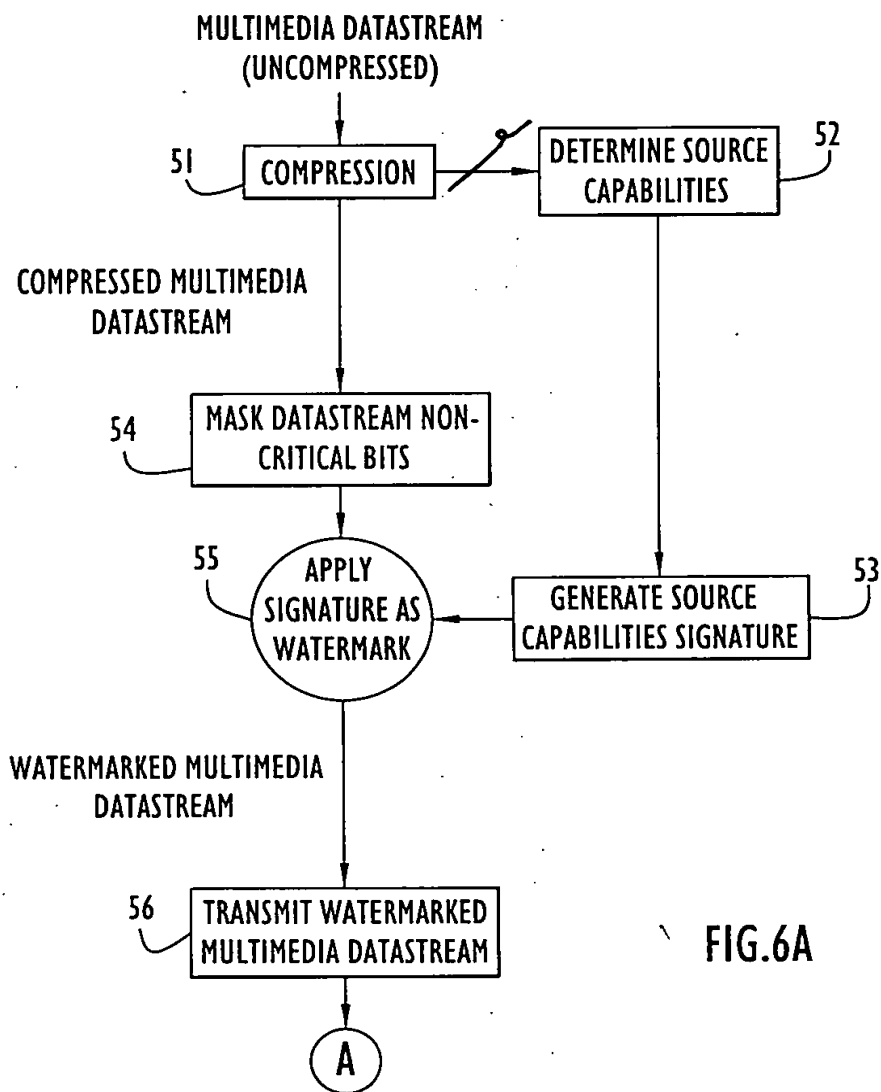 MULTIMEDIA DATASTREAM
(UNCOMPRESSED)
51
COMPRESSION
DETERMINE SOURCE
CAPABILITIES
52
COMPRESSED MULTIMEDIA
DATASTREAM
54
MASK DATASTREAM NON-
CRITICAL BITS
55
APPLY
SIGNATURE AS
WATERMARK
GENERATE SOURCE
CAPABILITIES SIGNATURE
53
WATERMARKED MULTIMEDIA
DATASTREAM
56
TRANSMIT WATERMARKED
MULTIMEDIA DATASTREAM
FIG.6A
A